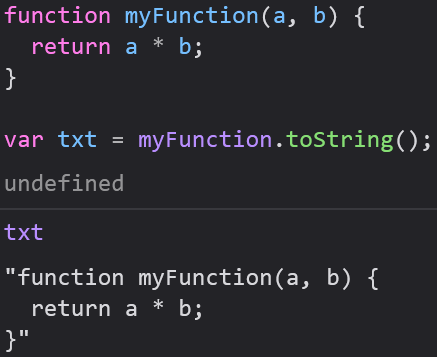 function myFunction(a, b) {
  return a * b;
}
var txt = myFunction.toString();
undefined
txt
"function myFunction(a, b) {
  return a * b;
}"